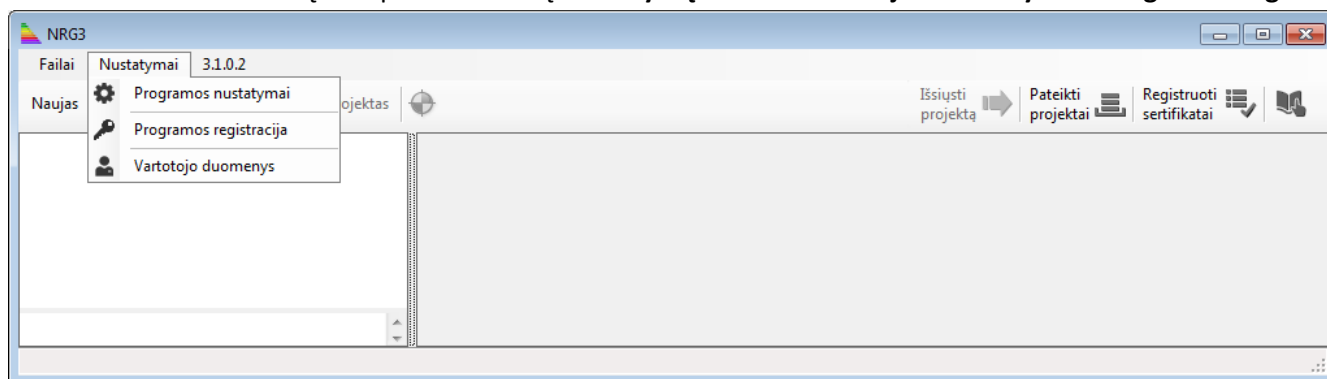 NRG3
Failai Nustatymai 3.1.0.2
Naujas ojektas Išsiųsti projektą Pateikti projektai Registruoti sertifikatai
Programos nustatymai
Programos registracija
Vartotojo duomenys